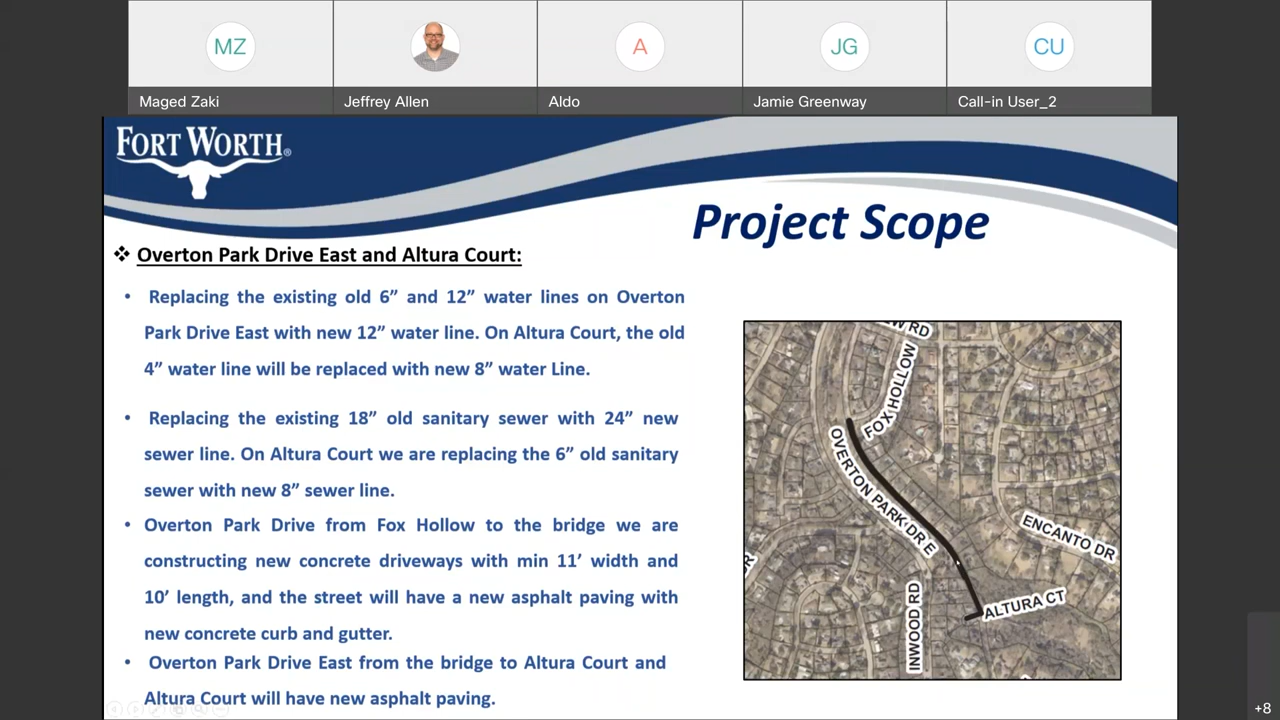 MZ
A
JG
CU
Maged Zaki
Jeffrey Allen
Aldo
Jamie Greenway
Call-in User_2
FORT WORTH®
Project Scope
❖ Overton Park Drive East and Altura Court:
• Replacing the existing old 6” and 12” water lines on Overton
Park Drive East with new 12” water line. On Altura Court, the old
4” water line will be replaced with new 8” water Line.
• Replacing the existing 18” old sanitary sewer with 24” new
sewer line. On Altura Court we are replacing the 6” old sanitary
sewer with new 8” sewer line.
• Overton Park Drive from Fox Hollow to the bridge we are
constructing new concrete driveways with min 11’ width and
10’ length, and the street will have a new asphalt paving with
new concrete curb and gutter.
• Overton Park Drive East from the bridge to Altura Court and
Altura Court will have new asphalt paving.
W RD
FOX HOLLOW
OVERTON PARK DR E
ENCANTO DR
R
INWOOD RD
ALTURA CT
+8